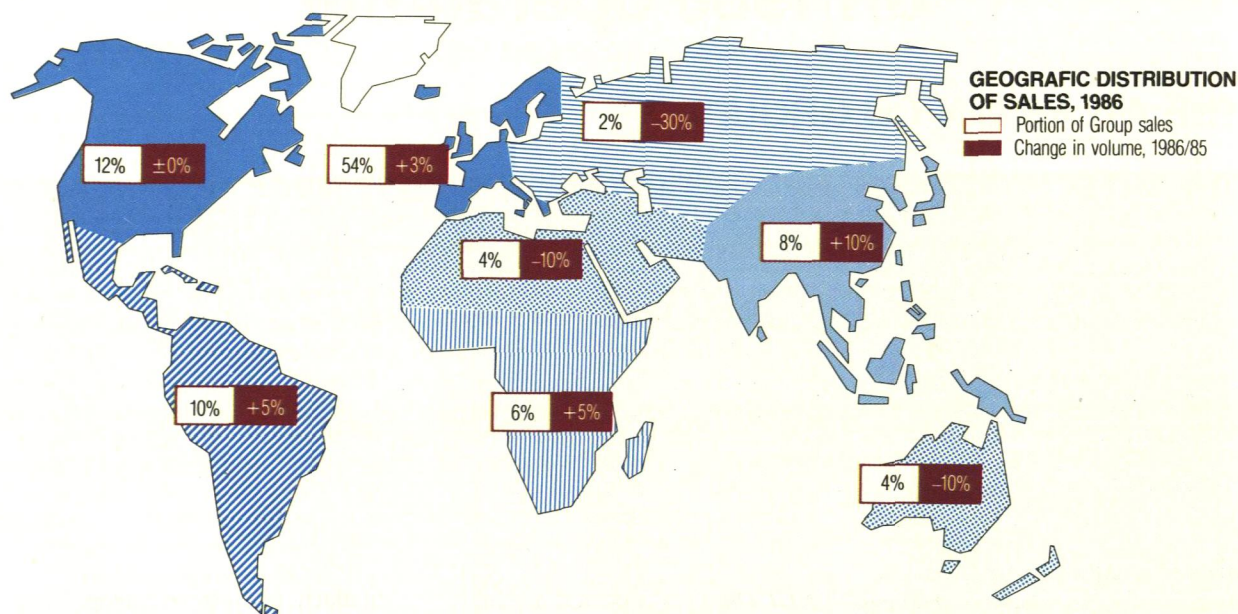 GEOGRAFIC DISTRIBUTION
OF SALES, 1986
Portion of Group sales
Change in volume, 1986/85
2% –30%
12% ±0%
54% +3%
4% –10%
8% +10%
10% +5%
6% +5%
4% –10%